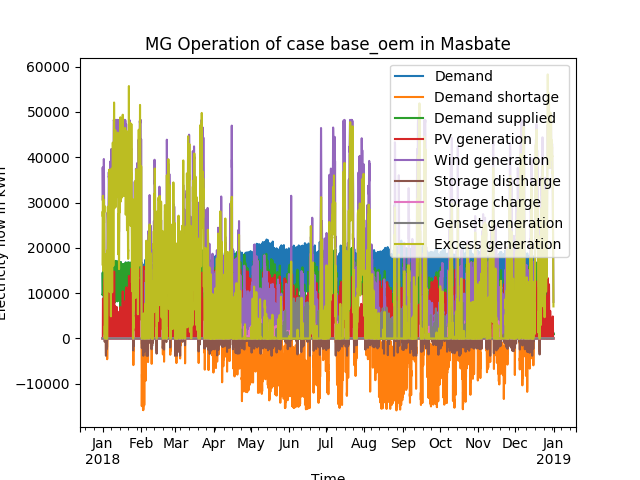 MG Operation of case base_oem in Masbate
60000
50000
40000
30000
20000
10000
0
−10000
Electricity flow in kWh
Demand
Demand shortage
Demand supplied
PV generation
Wind generation
Storage discharge
Storage charge
Genset generation
Excess generation
Jan Feb Mar Apr May Jun Jul Aug Sep Oct Nov Dec Jan
2018 2019
Time